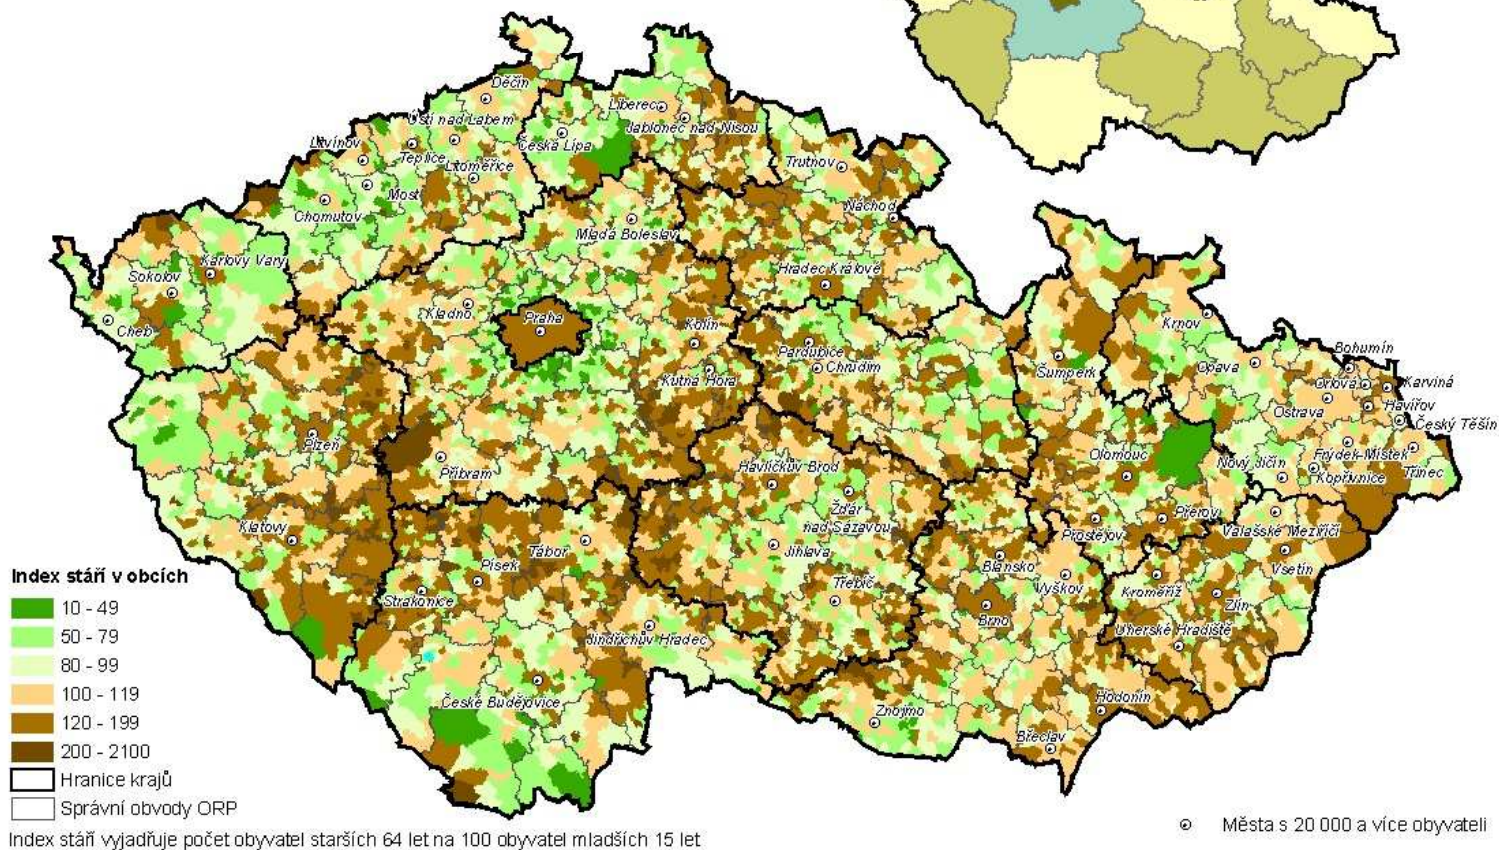 Děčín
Liberec
Ústí nad Labem
Jablonec nad Nisou
Litvínov
Teplice
Česká Lípa
Litoměřice
Trutnov
Most
Chomutov
Náchod
Mladá Boleslav
Karlovy Vary
Sokolov
Hradec Králové
Cheb
Kladno
Praha
Kolín
Krnov
Pardubice
Chrudim
Bohumín
Šumperk
Opava
Orlová
Karviná
Kutná Hora
Ostrava
Havířov
Český Těšín
Plzeň
Olomouc
Frýdek-Místek
Příbram
Havlíčkův Brod
Nový Jičín
Kopřivnice
Třinec
Žďár
nad Sázavou
Klatovy
Přerov
Prostějov
Valašské Meziříčí
Tábor
Jihlava
Písek
Blansko
Vsetín
Třebíč
Vyškov
Kroměříž
Strakonice
Zlín
Brno
Uherské Hradiště
Jindřichův Hradec
České Budějovice
Hodonín
Znojmo
Břeclav
Index stáří v obcích
10 - 49
50 - 79
80 - 99
100 - 119
120 - 199
200 - 2100
Hranice krajů
Správní obvody ORP
Index stáří vyjadřuje počet obyvatel starších 64 let na 100 obyvatel mladších 15 let
Města s 20 000 a více obyvateli